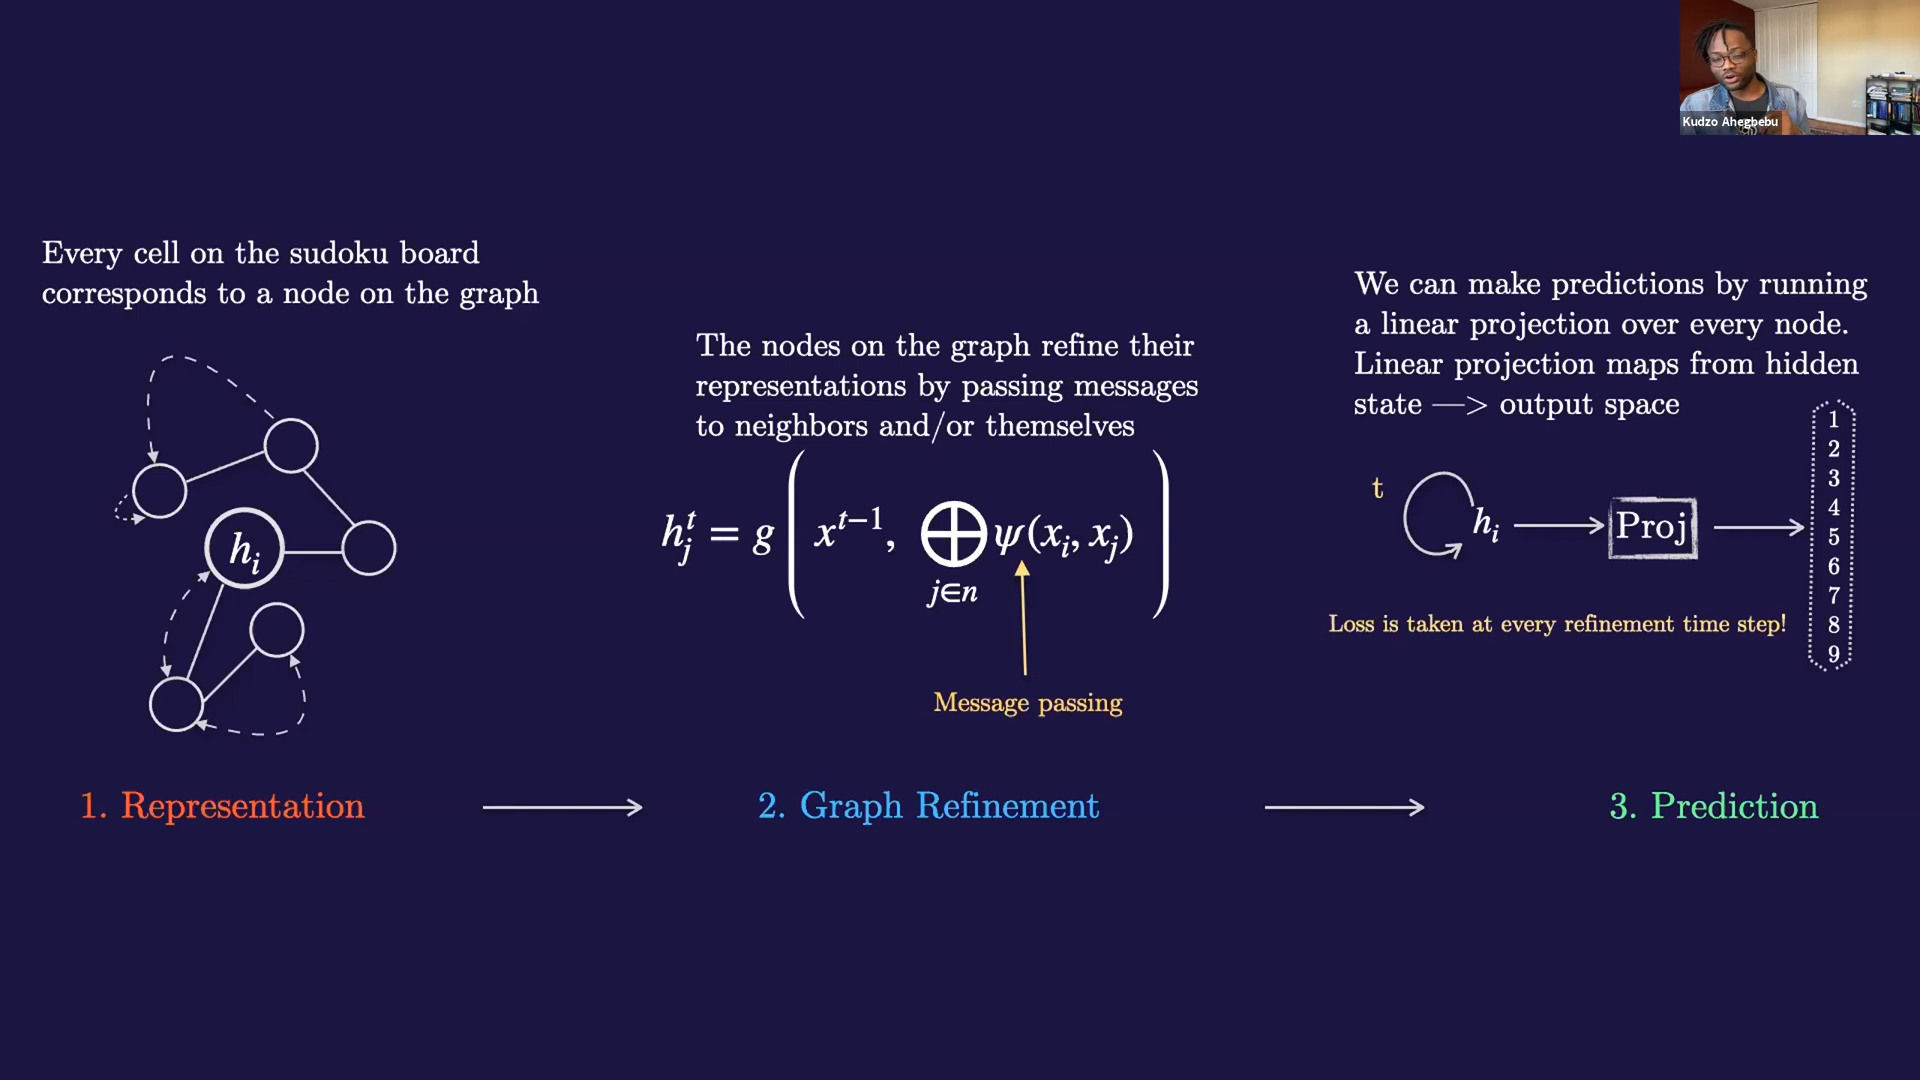 Kudzo Ahegbebu
Every cell on the sudoku board
corresponds to a node on the graph
h_i
The nodes on the graph refine their
representations by passing messages
to neighbors and/or themselves
h_j^t = g ( x^{t−1}, ⨁_{j∈n} ψ(x_i, x_j) )
Message passing
We can make predictions by running
a linear projection over every node.
Linear projection maps from hidden
state —> output space
t
h_i
Proj
1
2
3
4
5
6
7
8
9
Loss is taken at every refinement time step!
1. Representation
2. Graph Refinement
3. Prediction